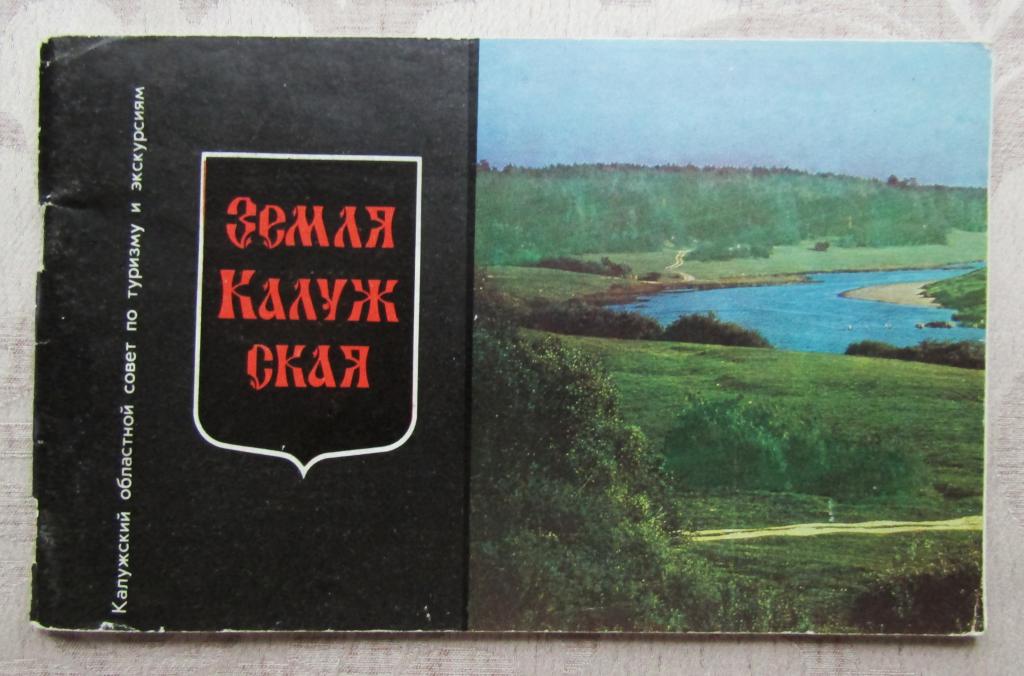 Калужский областной совет по туризму и экскурсиям
Земля
Калуж
ская